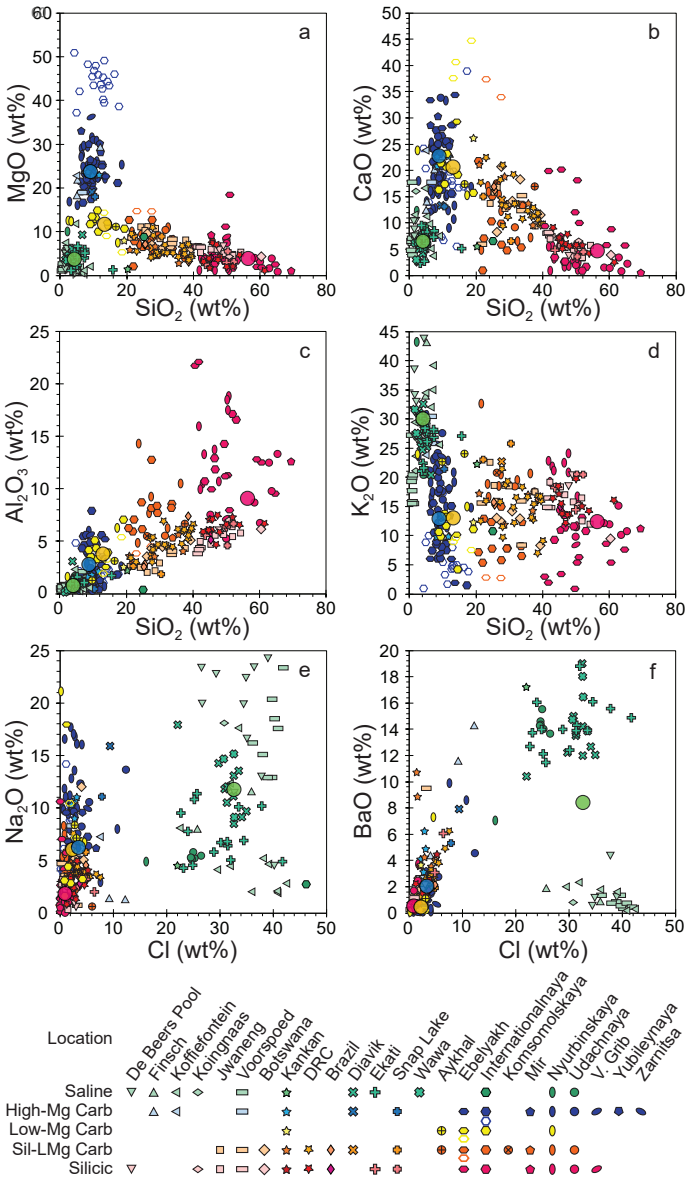 a
60
50
40
30
20
10
0
MgO (wt%)
0 20 40 60 80
SiO2 (wt%)
b
50
45
40
35
30
25
20
15
10
5
0
CaO (wt%)
0 20 40 60 80
SiO2 (wt%)
c
25
20
15
10
5
0
Al2O3 (wt%)
0 20 40 60 80
SiO2 (wt%)
d
45
40
35
30
25
20
15
10
5
0
K2O (wt%)
0 20 40 60 80
SiO2 (wt%)
e
25
20
15
10
5
0
Na2O (wt%)
0 10 20 30 40 50
Cl (wt%)
f
20
18
16
14
12
10
8
6
4
2
0
BaO (wt%)
0 10 20 30 40 50
Cl (wt%)
Location
De Beers Pool
Finsch
Koffiefontein
Koingnaas
Jwaneng
Voorspoed
Botswana
Kankan
DRC
Brazil
Diavik
Ekati
Snap Lake
Wawa
Aykhal
Ebelyakh
Internationalnaya
Komsomolskaya
Mir
Nyurbinskaya
Udachnaya
V. Grib
Yubileynaya
Zarnitsa
Saline
High-Mg Carb
Low-Mg Carb
Sil-LMg Carb
Silicic